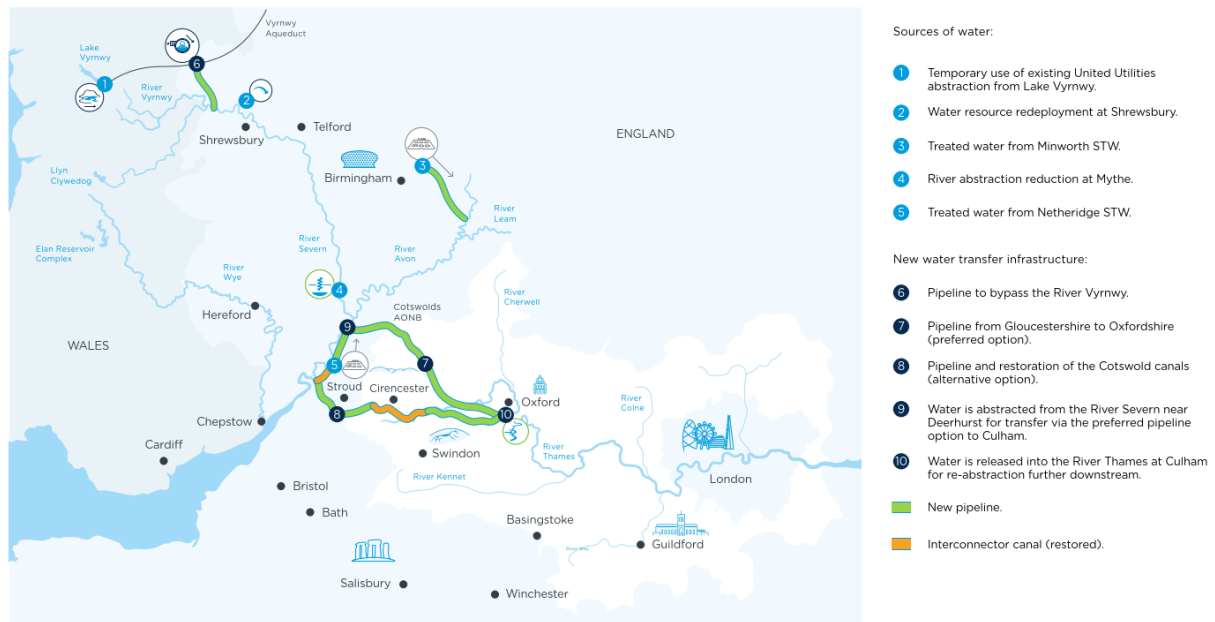 Vyrnwy
Aqueduct
Lake
Vyrnwy
6
1
River
Vyrnwy
2
Shrewsbury
Telford
ENGLAND
3
Birmingham
Llyn
Clywedog
River
Leam
Elan Reservoir
Complex
River
Severn
River
Avon
River
Wye
4
River
Cherwell
Hereford
Cotswolds
AONB
9
WALES
5
7
Stroud
Cirencester
8
Oxford
10
River
Colne
Chepstow
Cardiff
Swindon
River
Thames
River Kennet
London
Bristol
Bath
Basingstoke
Guildford
River Wey
Salisbury
Winchester
Sources of water:
1 Temporary use of existing United Utilities
abstraction from Lake Vyrnwy.
2 Water resource redeployment at Shrewsbury.
3 Treated water from Minworth STW.
4 River abstraction reduction at Mythe.
5 Treated water from Netheridge STW.
New water transfer infrastructure:
6 Pipeline to bypass the River Vyrnwy.
7 Pipeline from Gloucestershire to Oxfordshire
(preferred option).
8 Pipeline and restoration of the Cotswold canals
(alternative option).
9 Water is abstracted from the River Severn near
Deerhurst for transfer via the preferred pipeline
option to Culham.
10 Water is released into the River Thames at Culham
for re-abstraction further downstream.
New pipeline.
Interconnector canal (restored).